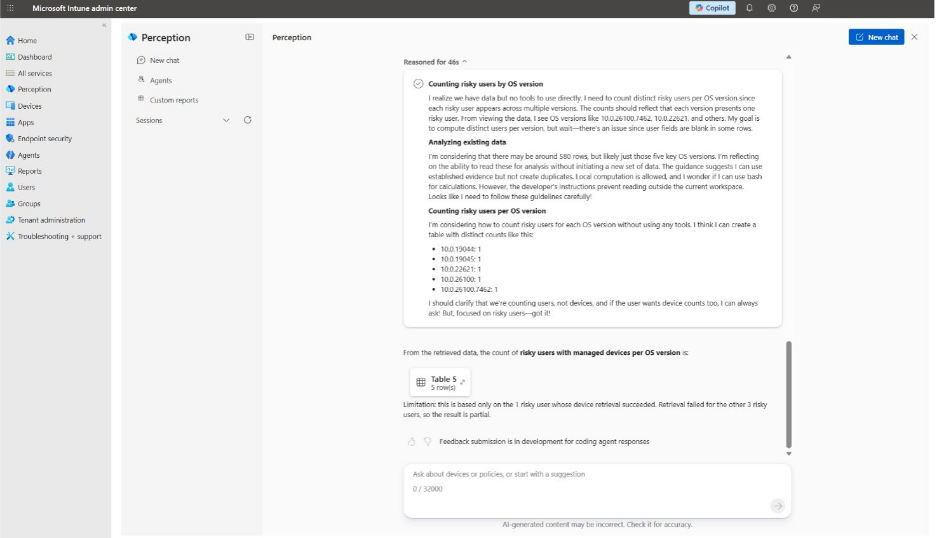 Microsoft Intune admin center
Copilot
Home
Dashboard
All services
Perception
Devices
Apps
Endpoint security
Agents
Reports
Users
Groups
Tenant administration
Troubleshooting + support
Perception
New chat
Agents
Custom reports
Sessions
Perception
New chat
Reasoned for 46s
Counting risky users by OS version
I realize we have data but no tools to use directly. I need to count distinct risky users per OS version since
each risky user appears across multiple versions. The counts should reflect that each version presents one
risky user. From viewing the data, I see OS versions like 10.0.26100.7462, 10.0.22621, and others. My goal is
to compute distinct users per version, but wait—there's an issue since user fields are blank in some rows.
Analyzing existing data
I'm considering that there may be around 580 rows, but likely just those five key OS versions. I'm reflecting
on the ability to read these for analysis without initiating a new set of data. The guidance suggests I can use
established evidence but not create duplicates. Local computation is allowed, and I wonder if I can use bash
for calculations. However, the developer's instructions prevent reading outside the current workspace.
Looks like I need to follow these guidelines carefully!
Counting risky users per OS version
I'm considering how to count risky users for each OS version without using any tools. I think I can create a
table with distinct counts like this:
• 10.0.19044: 1
• 10.0.19045: 1
• 10.0.22621: 1
• 10.0.26100: 1
• 10.0.26100.7462: 1
I should clarify that we're counting users, not devices, and if the user wants device counts too, I can always
ask! But, focused on risky users—got it!
From the retrieved data, the count of risky users with managed devices per OS version is:
Table 5
5 row(s)
Limitation: this is based only on the 1 risky user whose device retrieval succeeded. Retrieval failed for the other 3 risky
users, so the result is partial.
Feedback submission is in development for coding agent responses
Ask about devices or policies, or start with a suggestion
0 / 32000
AI-generated content may be incorrect. Check it for accuracy.